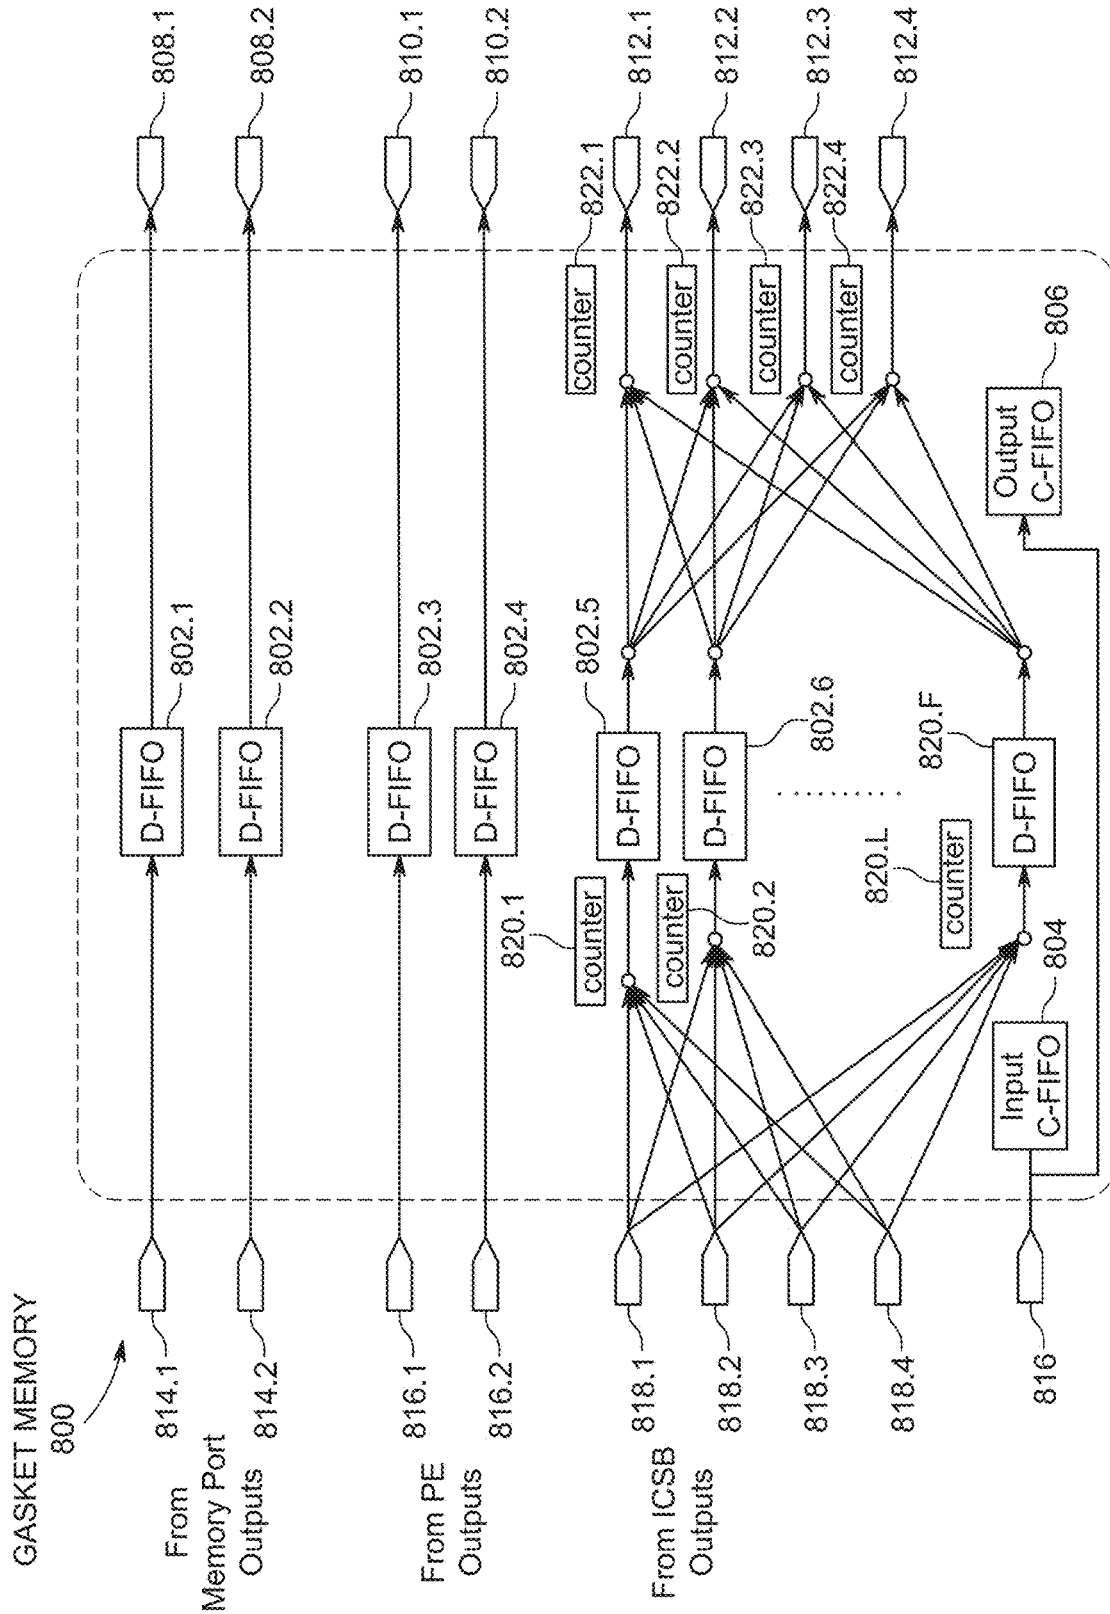 GASKET MEMORY
800
From
Memory Port
Outputs
814.1
814.2
D-FIFO
802.1
D-FIFO
802.2
808.1
808.2
From PE
Outputs
816.1
816.2
D-FIFO
802.3
D-FIFO
802.4
810.1
810.2
From ICSB
Outputs
818.1
818.2
818.3
818.4
820.1
counter
counter
820.2
820.L
counter
D-FIFO
802.5
D-FIFO
802.6
. . . . . . . . .
820.F
D-FIFO
counter
822.1
counter
822.2
counter
822.3
counter
822.4
812.1
812.2
812.3
812.4
816
Input
C-FIFO
804
Output
C-FIFO
806